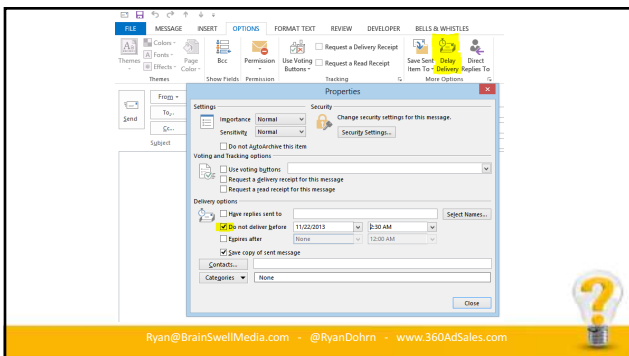 FILE MESSAGE INSERT OPTIONS FORMAT TEXT REVIEW DEVELOPER BELLS & WHISTLES
Aa Colors
A Fonts
Effects
Themes
Page Color
Bcc
Permission
Use Voting Buttons
Request a Delivery Receipt
Request a Read Receipt
Save Sent Item To
Delay Delivery
Direct Replies To
Themes Show Fields Permission Tracking More Options
Send
From
To...
Cc...
Subject
Properties
Settings Security
Importance Normal
Change security settings for this message.
Sensitivity Normal
Security Settings...
Do not AutoArchive this item
Voting and Tracking options
Use voting buttons
Request a delivery receipt for this message
Request a read receipt for this message
Delivery options
Have replies sent to Select Names...
Do not deliver before 11/22/2013 2:30 AM
Expires after None 12:00 AM
Save copy of sent message
Contacts...
Categories None
Close
Ryan@BrainSwellMedia.com - @RyanDohrn - www.360AdSales.com